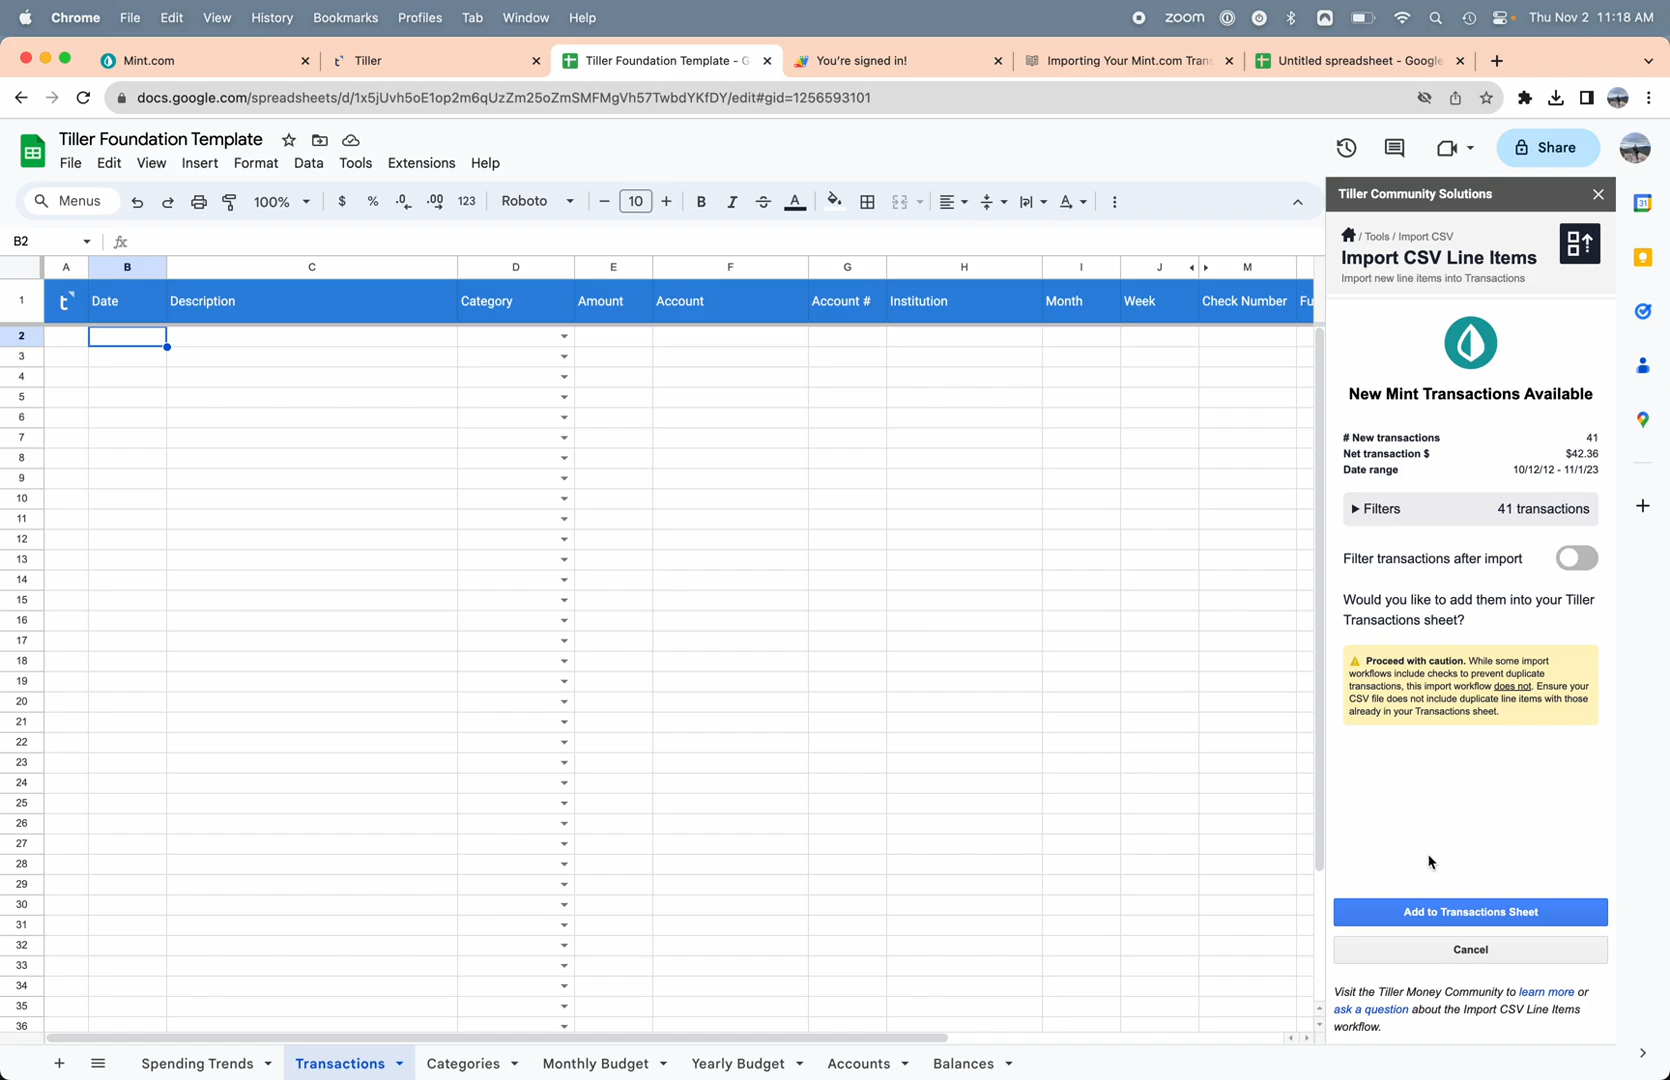 Chrome File Edit View History Bookmarks Profiles Tab Window Help zoom Thu Nov 2 11:18 AM
Mint.com Tiller Tiller Foundation Template - G You're signed in! Importing Your Mint.com Tran Untitled spreadsheet - Google
docs.google.com/spreadsheets/d/1x5jUvh5oE1op2m6qUzZm25oZmSMFMgVh57TwbdYKfDY/edit#gid=1256593101
Tiller Foundation Template
File Edit View Insert Format Data Tools Extensions Help
Share
Menus 100% $ % .0 .00 123 Roboto 10 B I A
B2 fx
A B C D E F G H I J M
1 Date Description Category Amount Account Account # Institution Month Week Check Number Fu
2
3
4
5
6
7
8
9
10
11
12
13
14
15
16
17
18
19
20
21
22
23
24
25
26
27
28
29
30
31
32
33
34
35
36
Spending Trends Transactions Categories Monthly Budget Yearly Budget Accounts Balances
Tiller Community Solutions
/ Tools / Import CSV
Import CSV Line Items
Import new line items into Transactions
New Mint Transactions Available
# New transactions 41
Net transaction $ $42.36
Date range 10/12/12 - 11/1/23
Filters 41 transactions
Filter transactions after import
Would you like to add them into your Tiller
Transactions sheet?
Proceed with caution. While some import
workflows include checks to prevent duplicate
transactions, this import workflow does not. Ensure your
CSV file does not include duplicate line items with those
already in your Transactions sheet.
Add to Transactions Sheet
Cancel
Visit the Tiller Money Community to learn more or
ask a question about the Import CSV Line Items
workflow.
31